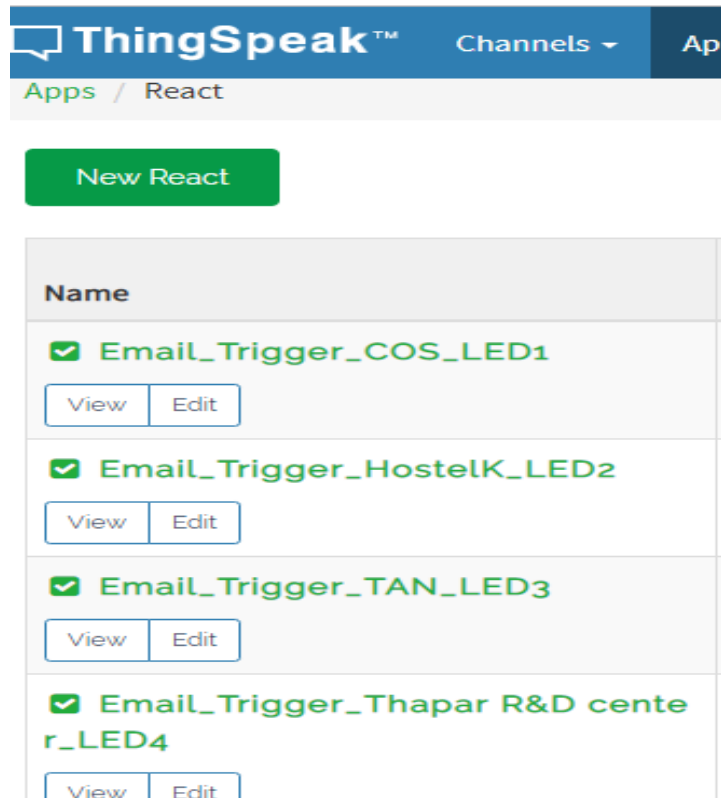 ThingSpeak™ Channels Ap
Apps / React
New React
Name
Email_Trigger_COS_LED1
View Edit
Email_Trigger_HostelK_LED2
View Edit
Email_Trigger_TAN_LED3
View Edit
Email_Trigger_Thapar R&D cente
r_LED4
View Edit